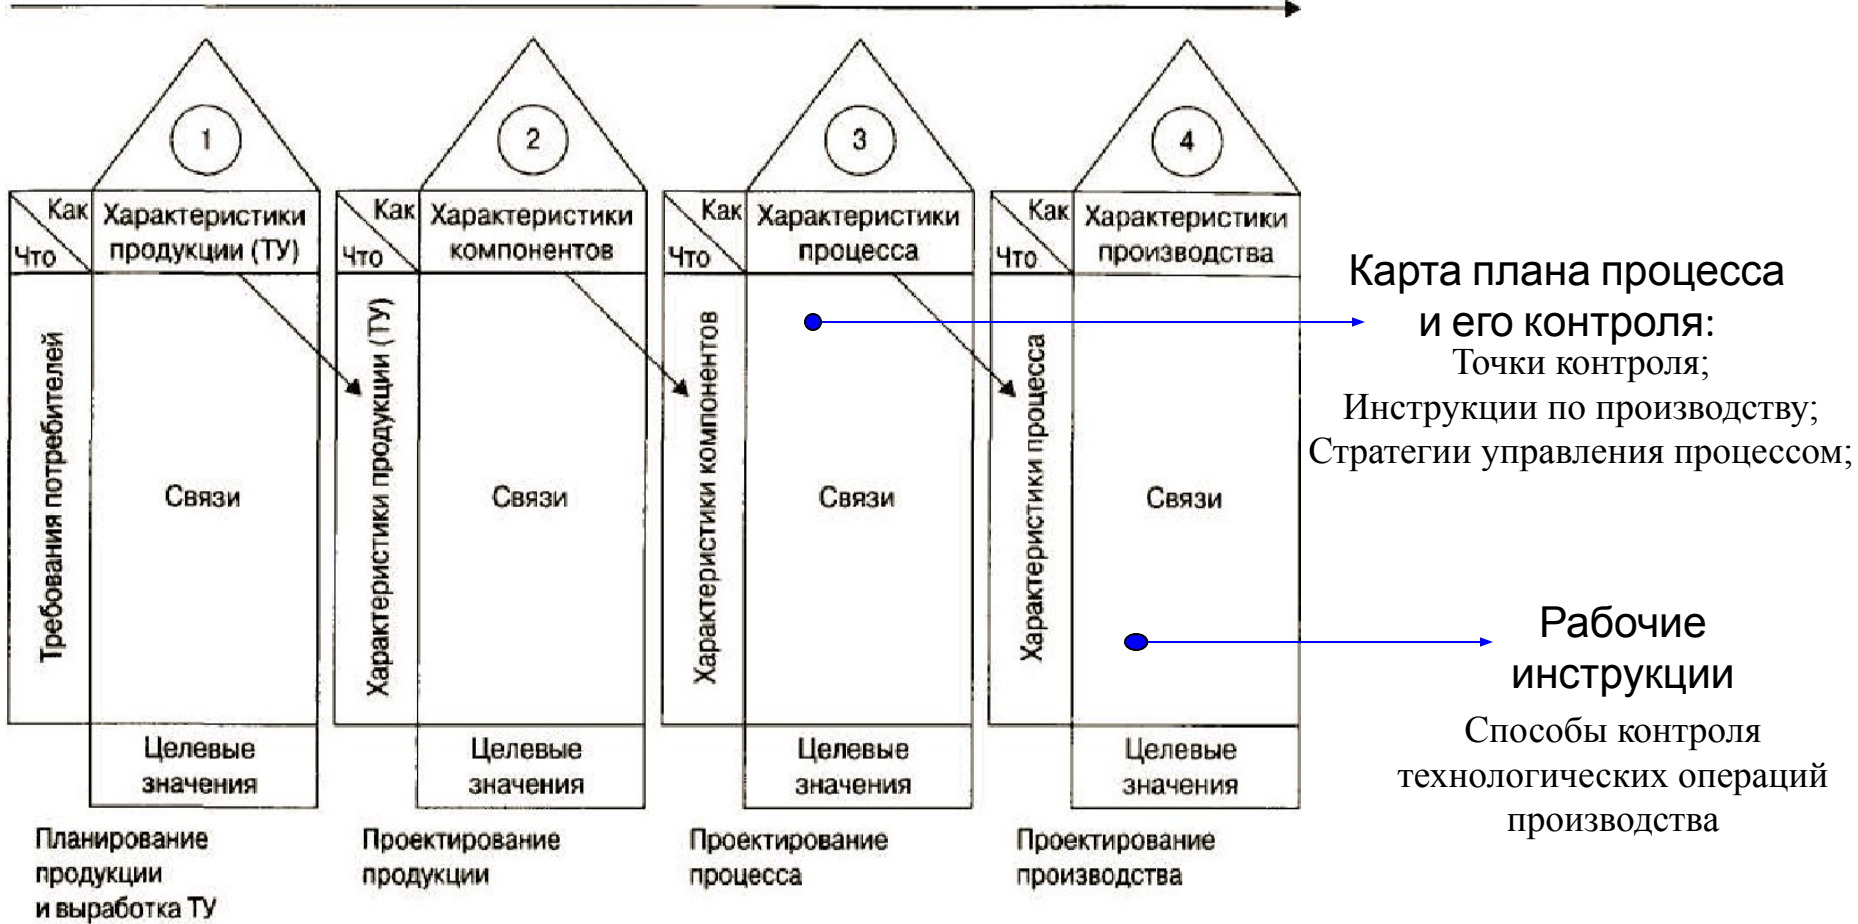 1
Как
Характеристики
продукции (ТУ)
Что
Требования потребителей
Связи
Целевые
значения
Планирование
продукции
и выработка ТУ
2
Как
Характеристики
компонентов
Что
Характеристики продукции (ТУ)
Связи
Целевые
значения
Проектирование
продукции
3
Как
Характеристики
процесса
Что
Характеристики компонентов
Связи
Целевые
значения
Проектирование
процесса
4
Как
Характеристики
производства
Что
Характеристики процесса
Связи
Целевые
значения
Проектирование
производства
Карта плана процесса
и его контроля:
Точки контроля;
Инструкции по производству;
Стратегии управления процессом;
Рабочие
инструкции
Способы контроля
технологических операций
производства